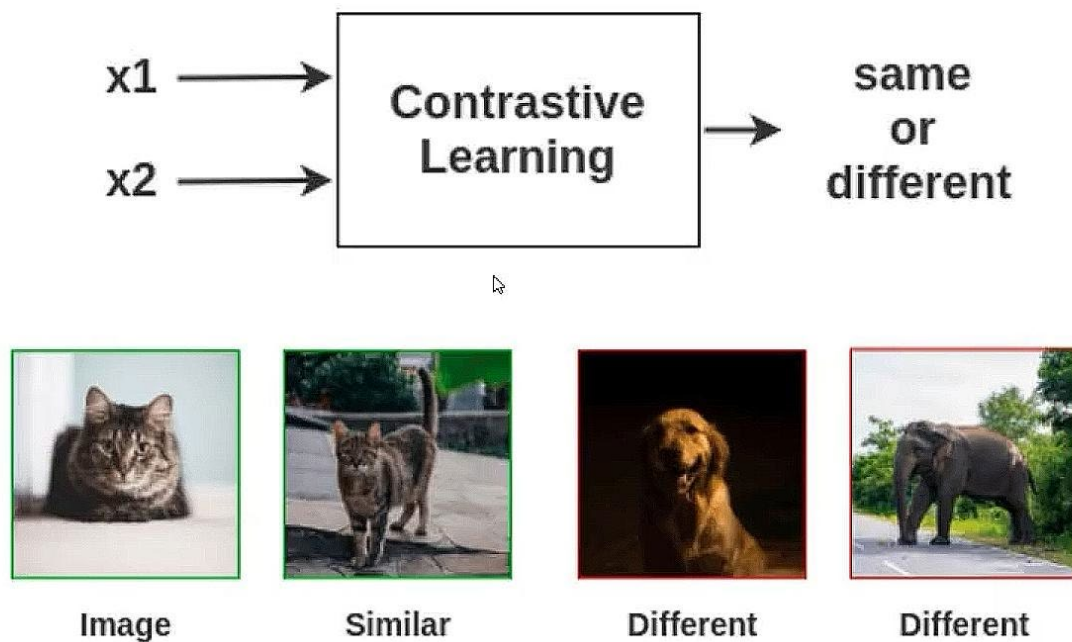 x1
x2
Contrastive
Learning
same
or
different
Image
Similar
Different
Different